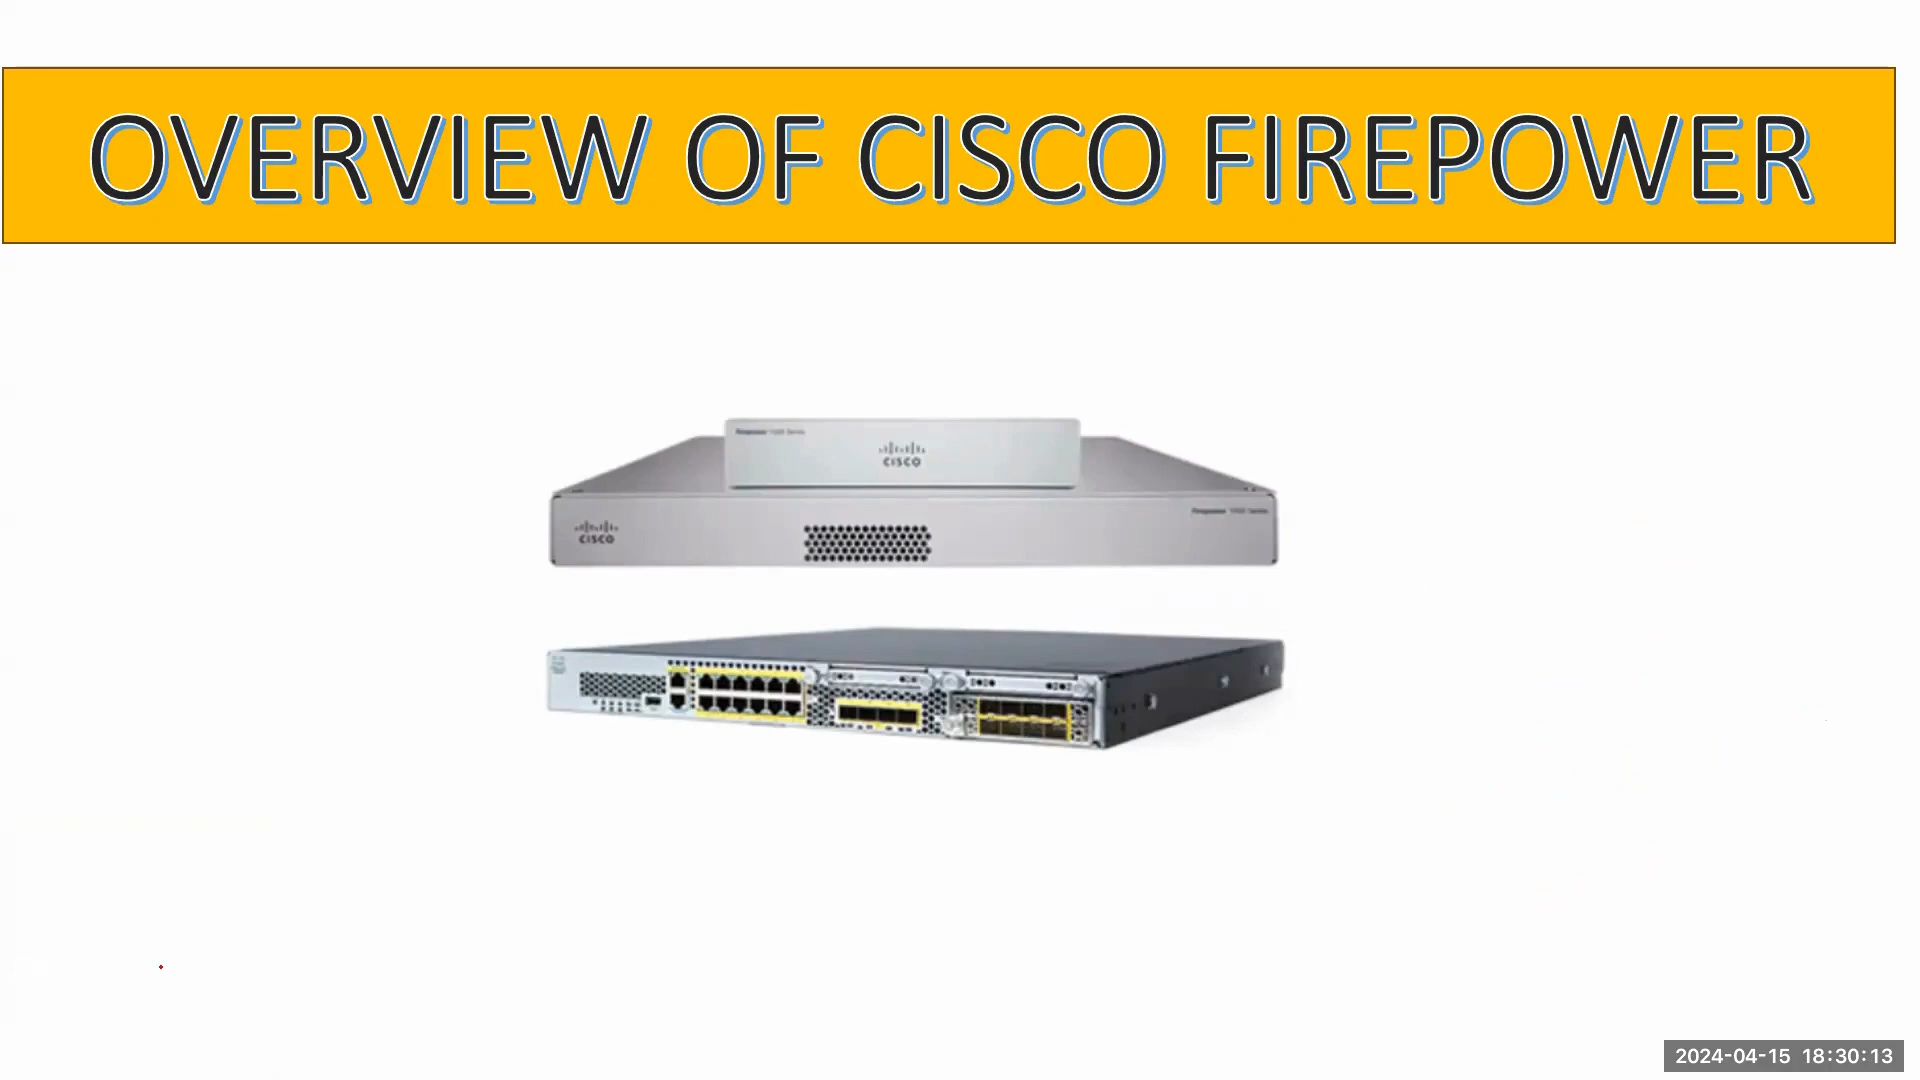 OVERVIEW OF CISCO FIREPOWER
CISCO
CISCO
2024-04-15 18:30:13